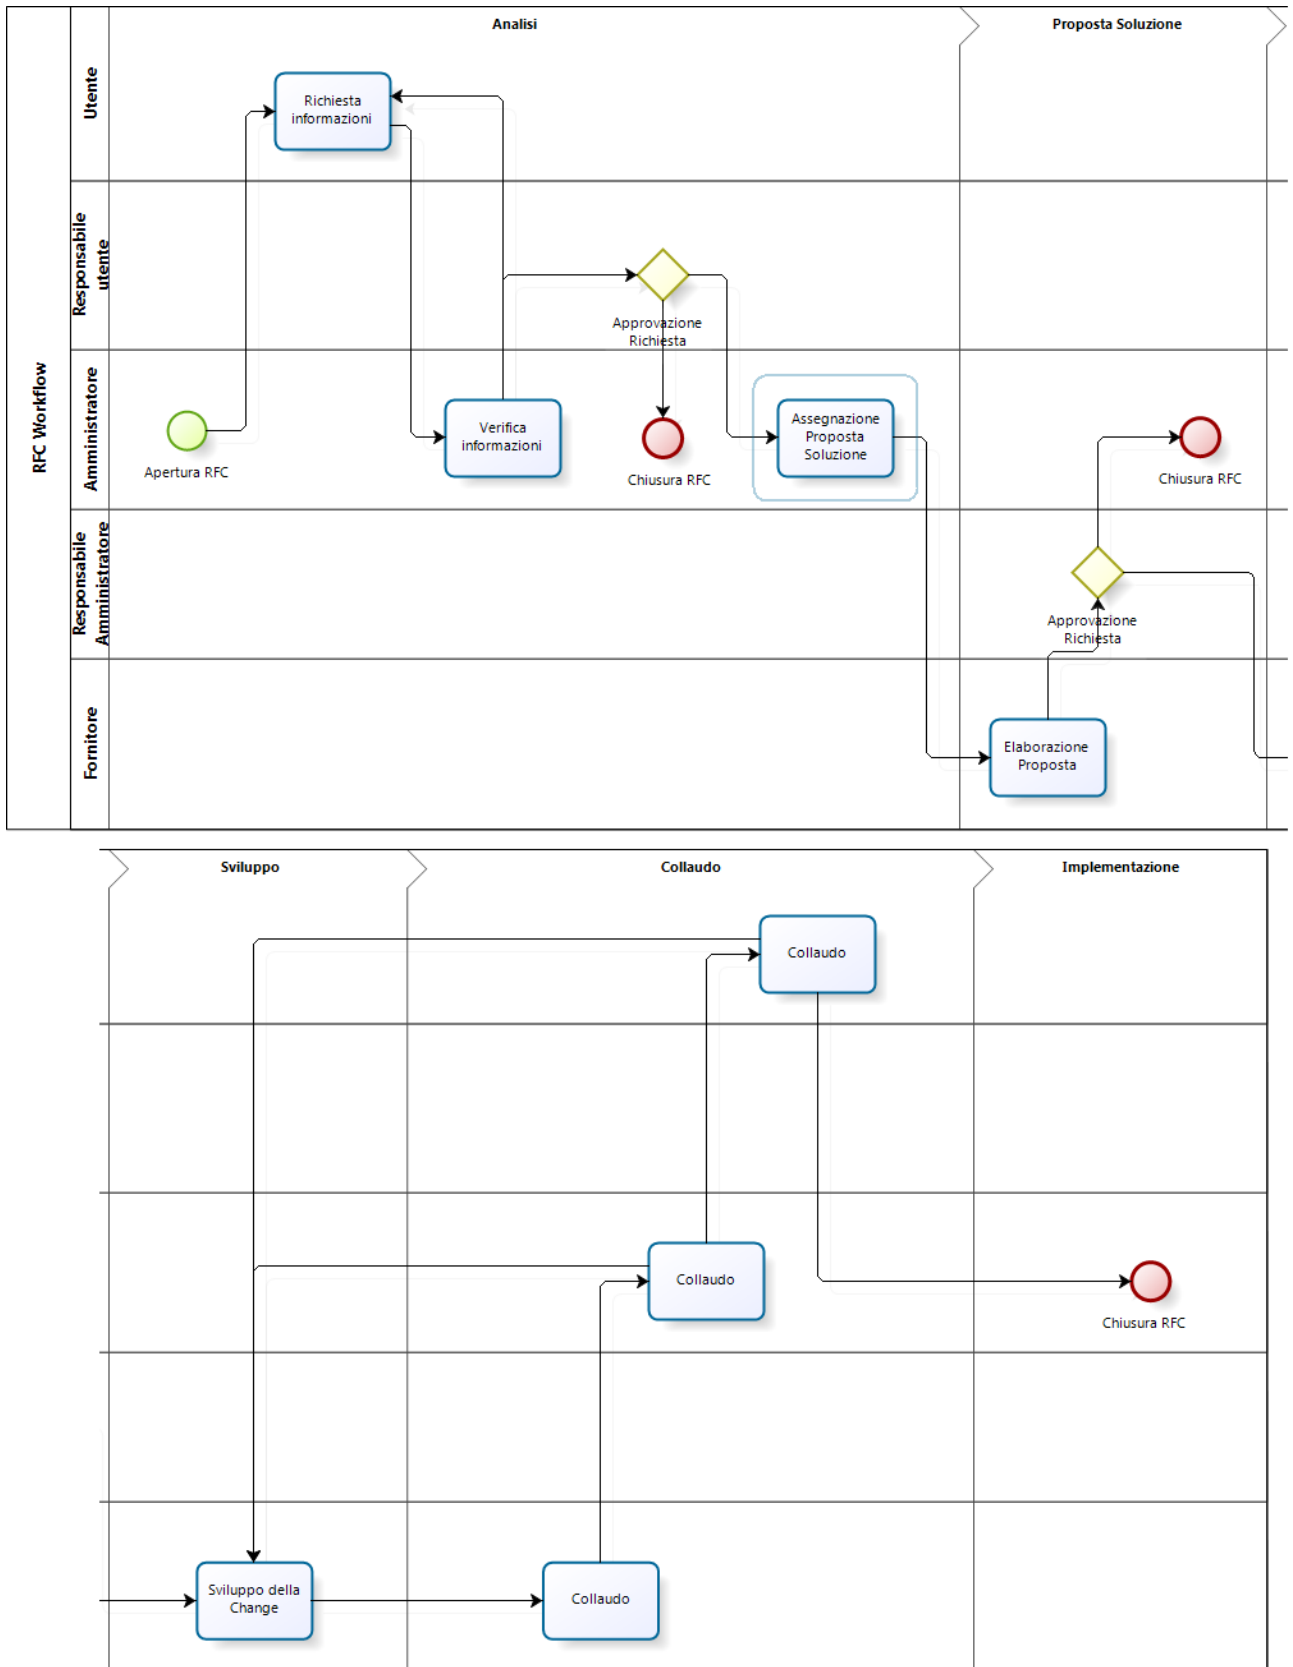 Analisi
Proposta Soluzione
RFC Workflow
Utente
Richiesta
informazioni
Responsabile
utente
Approvazione
Richiesta
Amministratore
Apertura RFC
Verifica
informazioni
Chiusura RFC
Assegnazione
Proposta
Soluzione
Chiusura RFC
Responsabile
Amministratore
Approvazione
Richiesta
Fornitore
Elaborazione
Proposta
Sviluppo
Collaudo
Implementazione
Collaudo
Collaudo
Chiusura RFC
Sviluppo della
Change
Collaudo